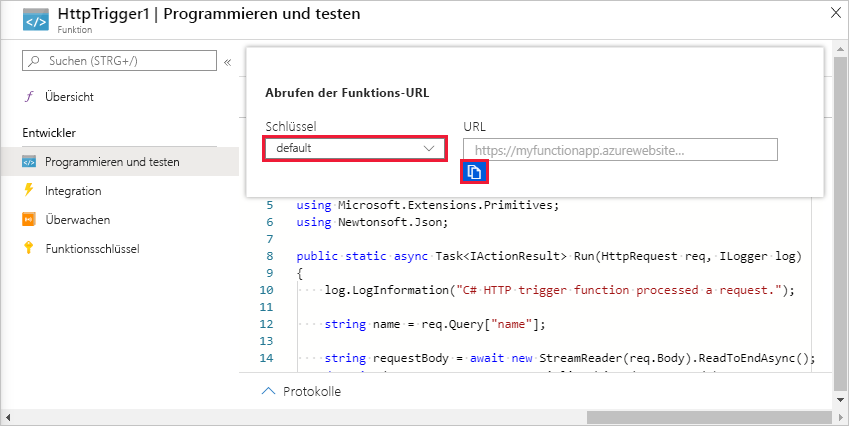 HttpTrigger1 | Programmieren und testen
Funktion
Suchen (STRG+/)
«
Übersicht
Entwickler
Programmieren und testen
Integration
Überwachen
Funktionsschlüssel
Abrufen der Funktions-URL
Schlüssel
default
URL
https://myfunctionapp.azurewebsite...
5 using Microsoft.Extensions.Primitives;
6 using Newtonsoft.Json;
7
8 public static async Task<IActionResult> Run(HttpRequest req, ILogger log)
9 {
10 log.LogInformation("C# HTTP trigger function processed a request.");
11
12 string name = req.Query["name"];
13
14 string requestBody = await new StreamReader(req.Body).ReadToEndAsync();
Protokolle